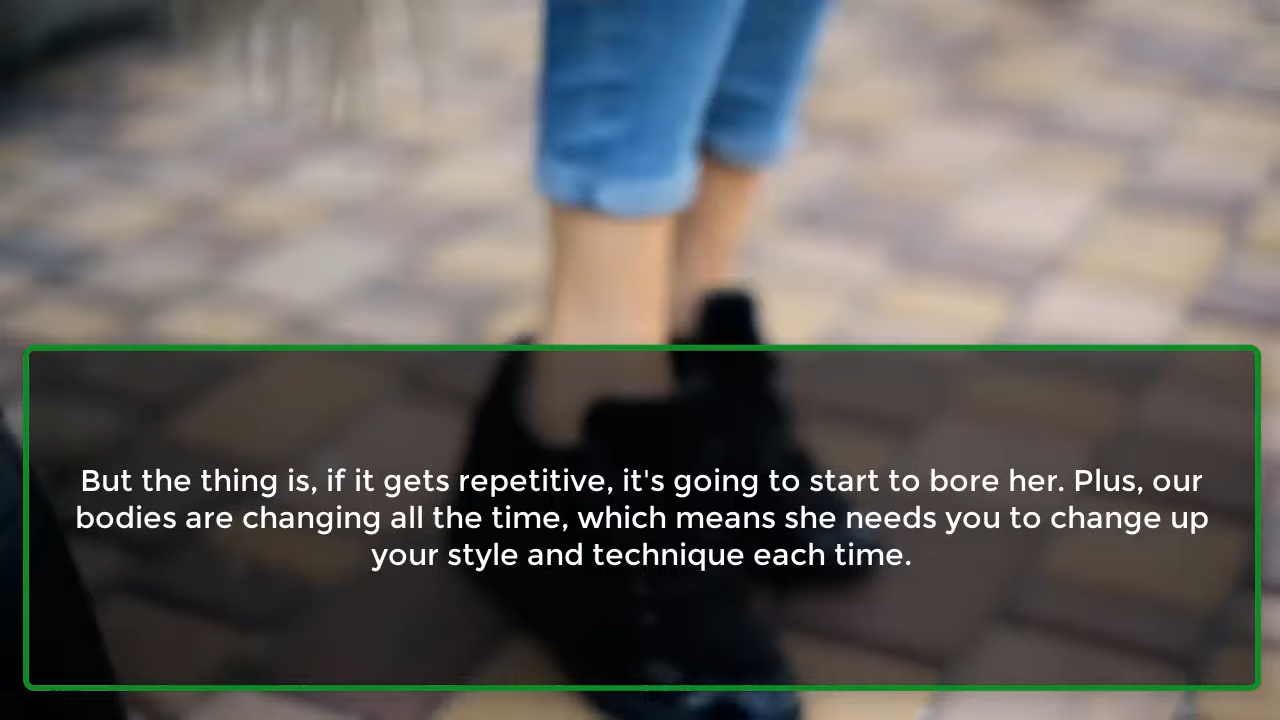 But the thing is, if it gets repetitive, it's going to start to bore her. Plus, our
bodies are changing all the time, which means she needs you to change up
your style and technique each time.